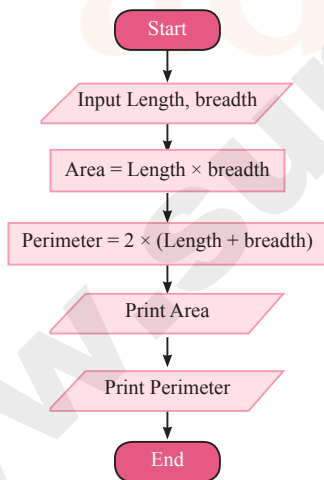 Start
Input Length, breadth
Area = Length × breadth
Perimeter = 2 × (Length + breadth)
Print Area
Print Perimeter
End